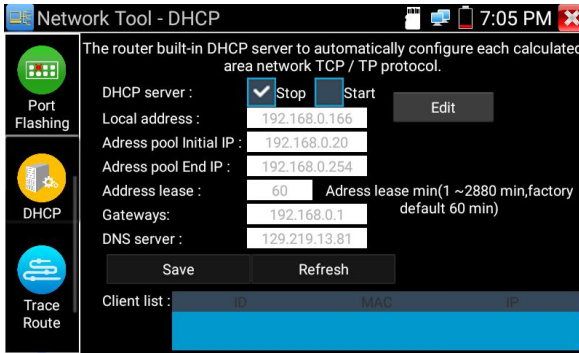 Network Tool - DHCP
7:05 PM
The router built-in DHCP server to automatically configure each calculated
area network TCP / TP protocol.
Port
Flashing
DHCP server :
Stop
Start
Edit
Local address :
192.168.0.166
Adress pool Initial IP :
192.168.0.20
Adress pool End IP :
192.168.0.254
Address lease :
60
Adress lease min(1 ~2880 min,factory
default 60 min)
DHCP
Gateways:
192.168.0.1
DNS server :
129.219.13.81
Save
Refresh
Trace
Route
Client list :
ID
MAC
IP